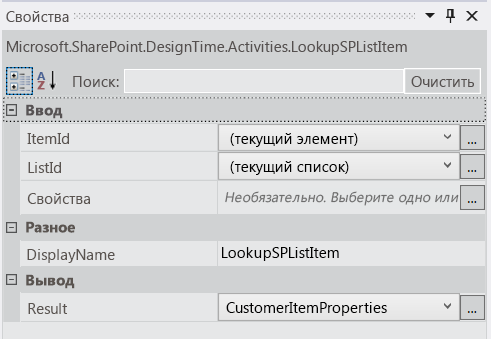 Свойства
Microsoft.SharePoint.DesignTime.Activities.LookupSPListItem
Поиск: Очистить
Ввод
ItemId (текущий элемент) ...
ListId (текущий список) ...
Свойства Необязательно. Выберите одно или ...
Разное
DisplayName LookupSPListItem
Вывод
Result CustomerItemProperties ...